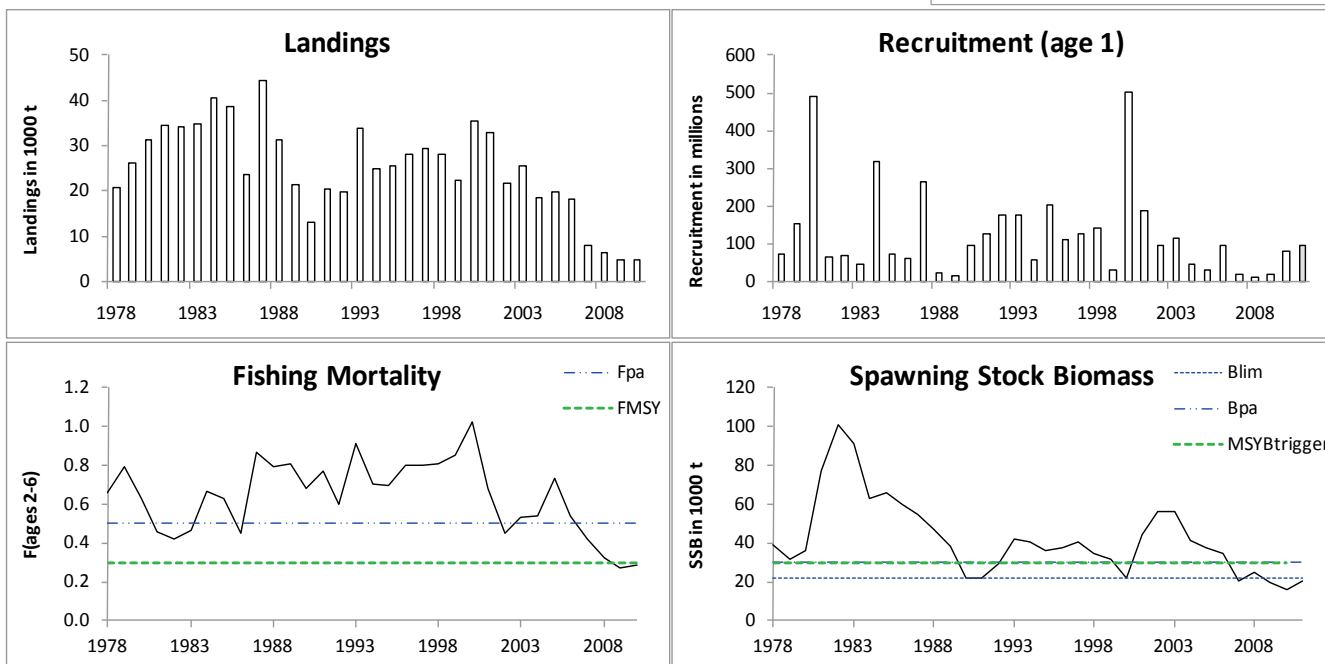 Landings
Landings in 1000 t
50
40
30
20
10
0
1978 1983 1988 1993 1998 2003 2008
Recruitment (age 1)
Recruitment in millions
600
500
400
300
200
100
0
1978 1983 1988 1993 1998 2003 2008
Fishing Mortality
Fpa
FMSY
F(ages 2-6)
1.2
1.0
0.8
0.6
0.4
0.2
0.0
1978 1983 1988 1993 1998 2003 2008
Spawning Stock Biomass
Blim
Bpa
MSYBtrigger
SSB in 1000 t
120
100
80
60
40
20
0
1978 1983 1988 1993 1998 2003 2008